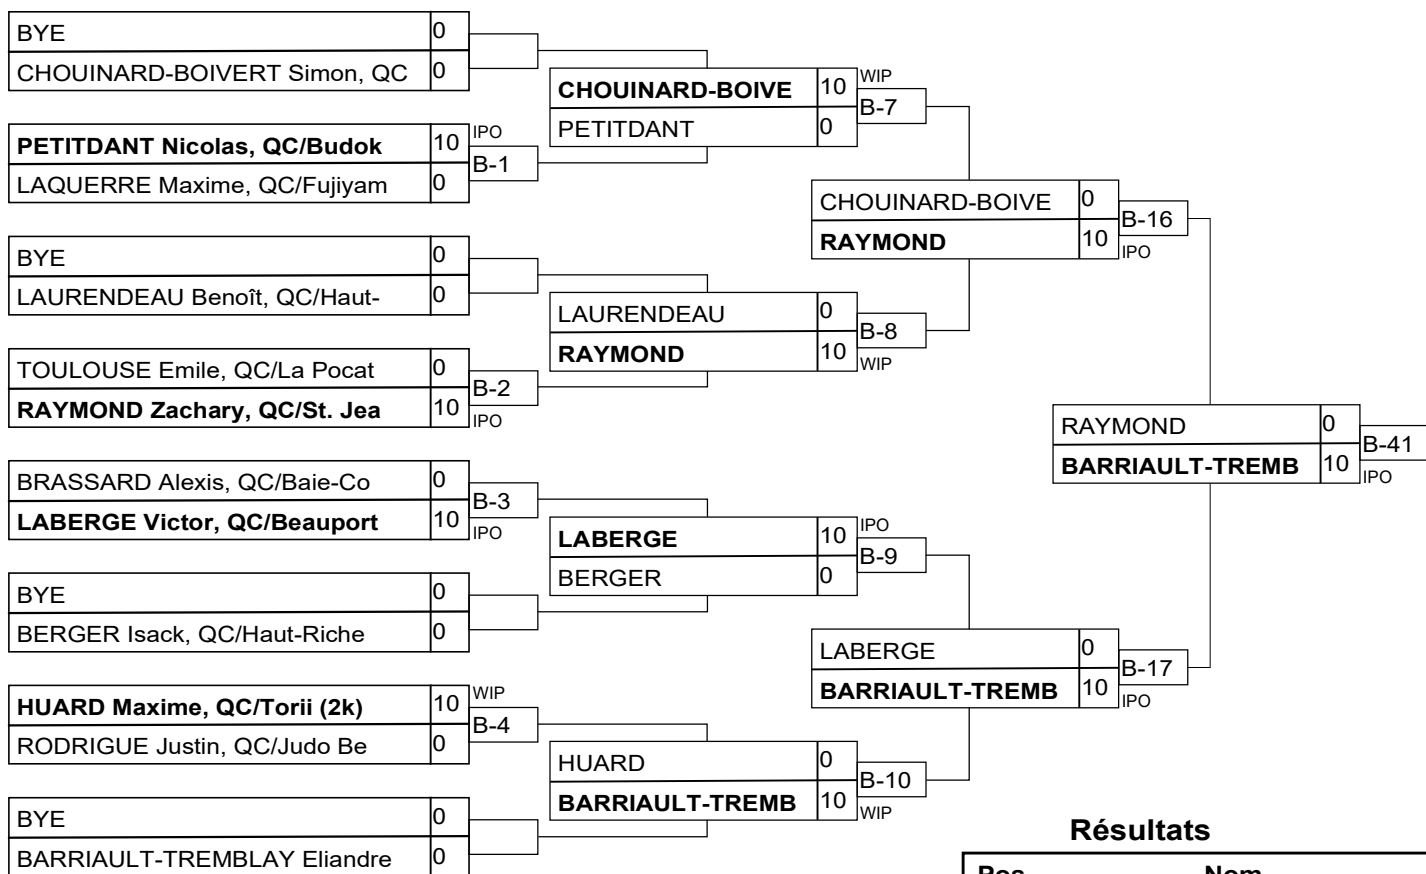 BYE 0
CHOUINARD-BOIVERT Simon, QC 0
PETITDANT Nicolas, QC/Budok 10 IPO
B-1
LAQUERRE Maxime, QC/Fujiyam 0
BYE 0
LAURENDEAU Benoît, QC/Haut- 0
TOULOUSE Emile, QC/La Pocat 0
B-2
RAYMOND Zachary, QC/St. Jea 10 IPO
BRASSARD Alexis, QC/Baie-Co 0
B-3
LABERGE Victor, QC/Beauport 10 IPO
BYE 0
BERGER Isack, QC/Haut-Riche 0
HUARD Maxime, QC/Torii (2k) 10 WIP
B-4
RODRIGUE Justin, QC/Judo Be 0
BYE 0
BARRIAULT-TREMBLAY Eliandre 0
CHOUINARD-BOIVE 10 WIP
B-7
PETITDANT 0
LAURENDEAU 0
B-8
RAYMOND 10 WIP
LABERGE 10 IPO
B-9
BERGER 0
HUARD 0
B-10
BARRIAULT-TREMB 10 WIP
CHOUINARD-BOIVE 0
B-16
RAYMOND 10 IPO
LABERGE 0
B-17
BARRIAULT-TREMB 10 IPO
RAYMOND 0
B-41
BARRIAULT-TREMB 10 IPO
Résultats
Pos Nom